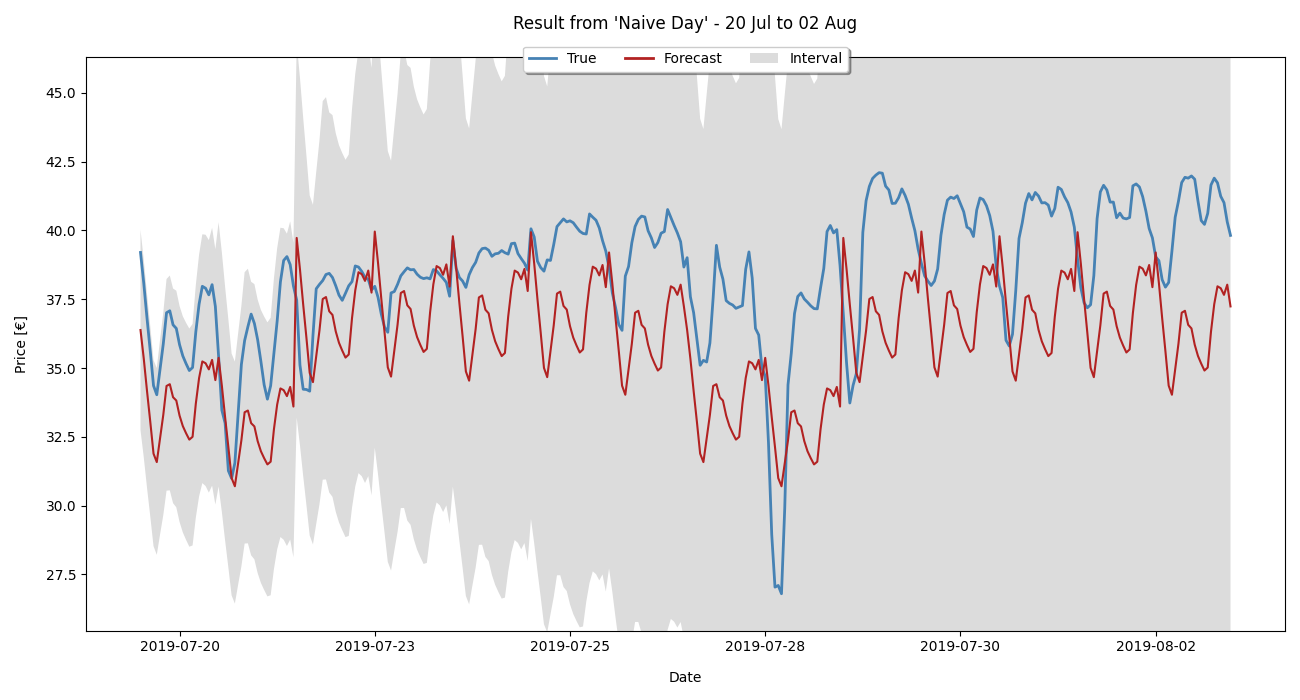 Result from 'Naive Day' - 20 Jul to 02 Aug
True Forecast Interval
45.0
42.5
40.0
37.5
35.0
32.5
30.0
27.5
Price [€]
2019-07-20 2019-07-23 2019-07-25 2019-07-28 2019-07-30 2019-08-02
Date